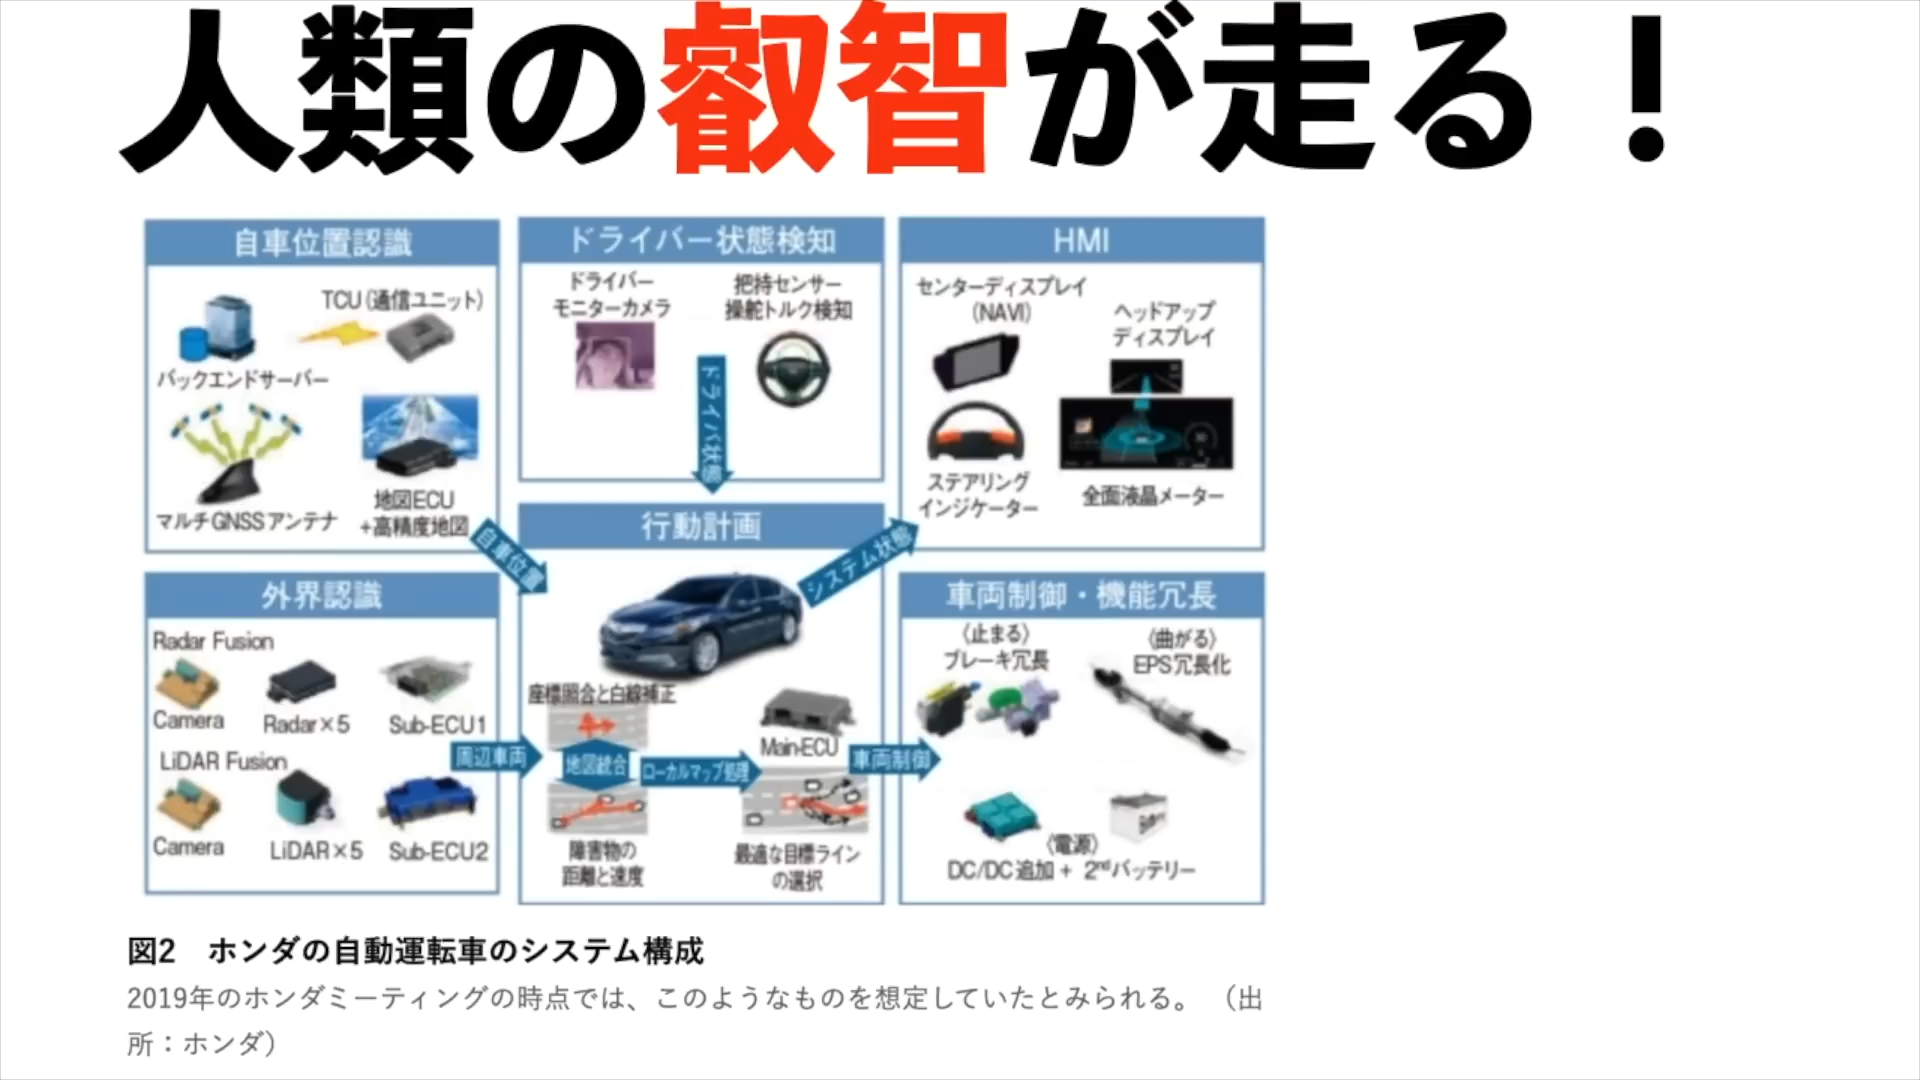 人類の叡智が走る！
自車位置認識
TCU（通信ユニット）
バックエンドサーバー
マルチGNSSアンテナ
地図ECU
+高精度地図
ドライバー状態検知
ドライバー
モニターカメラ
把持センサー
操舵トルク検知
ドライバ状態
HMI
センターディスプレイ
（NAVI）
ヘッドアップ
ディスプレイ
ステアリング
インジケーター
全面液晶メーター
自車位置
行動計画
システム状態
外界認識
Radar Fusion
Camera
Radar×5
Sub-ECU1
LiDAR Fusion
Camera
LiDAR×5
Sub-ECU2
周辺車両
座標照合と白線補正
地図統合
ローカルマップ処理
Main-ECU
障害物の
距離と速度
最適な目標ライン
の選択
車両制御
車両制御・機能冗長
〈止まる〉
ブレーキ冗長
〈曲がる〉
EPS冗長化
〈電源〉
DC/DC追加 + 2ndバッテリー
図2　ホンダの自動運転車のシステム構成
2019年のホンダミーティングの時点では、このようなものを想定していたとみられる。 （出
所：ホンダ）